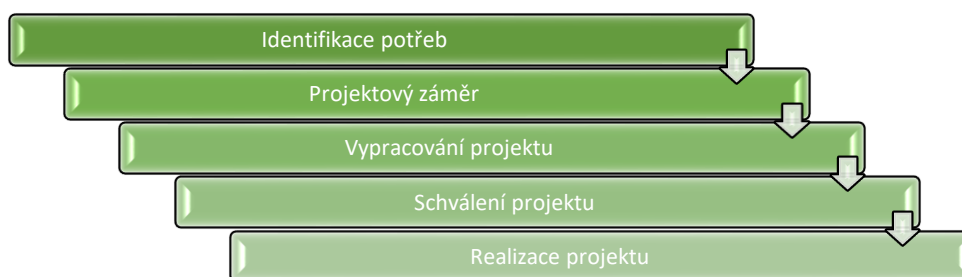 Identifikace potřeb
Projektový záměr
Vypracování projektu
Schválení projektu
Realizace projektu